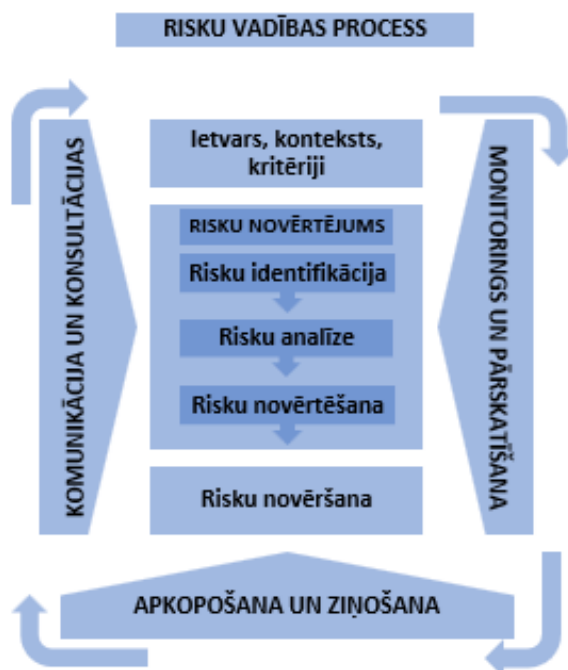 RISKU VADĪBAS PROCESS
KOMUNIKĀCIJA UN KONSULTĀCIJAS
Ietvars, konteksts,
kritēriji
RISKU NOVĒRTĒJUMS
Risku identifikācija
Risku analīze
Risku novērtēšana
Risku novēršana
MONITORINGS UN PĀRSKATĪŠANA
APKOPOŠANA UN ZIŅOŠANA